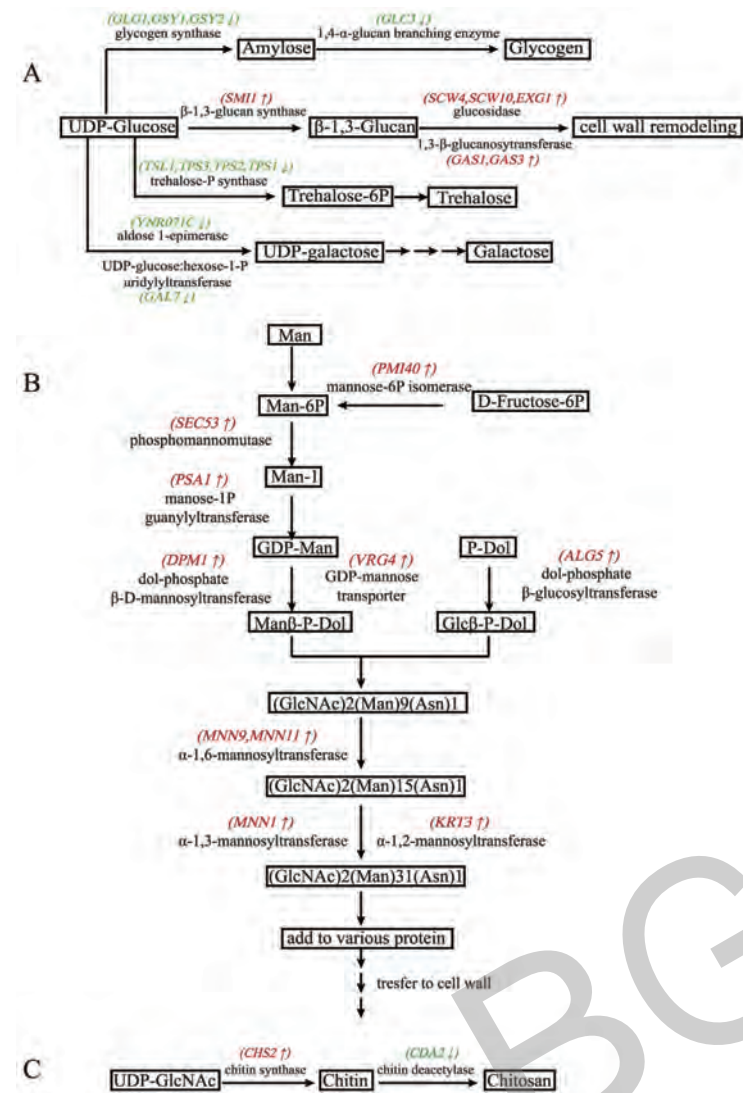 (GLG1,GSY1,GSY2 ↓)
glycogen synthase
(GLC3 ↓)
1,4-α-glucan branching enzyme
Amylose
Glycogen
A
(SMI1 ↑)
β-1,3-glucan synthase
(SCW4,SCW10,EXG1 ↑)
glucosidase
UDP-Glucose
β-1,3-Glucan
cell wall remodeling
1,3-β-glucanosytransferase
(GAS1,GAS3 ↑)
(TSL1,TPS3,TPS2,TPS1 ↓)
trehalose-P synthase
Trehalose-6P
Trehalose
(YNR071C ↓)
aldose 1-epimerase
UDP-galactose
Galactose
UDP-glucose:hexose-1-P
uridylyltransferase
(GAL7 ↓)
Man
B
(PMI40 ↑)
mannose-6P isomerase
Man-6P
D-Fructose-6P
(SEC53 ↑)
phosphomannomutase
Man-1
(PSA1 ↑)
manose-1P
guanylyltransferase
GDP-Man
P-Dol
(DPM1 ↑)
dol-phosphate
β-D-mannosyltransferase
(VRG4 ↑)
GDP-mannose
transporter
(ALG5 ↑)
dol-phosphate
β-glucosyltransferase
Manβ-P-Dol
Glcβ-P-Dol
(GlcNAc)2(Man)9(Asn)1
(MNN9,MNN11 ↑)
α-1,6-mannosyltransferase
(GlcNAc)2(Man)15(Asn)1
(MNN1 ↑)
α-1,3-mannosyltransferase
(KRT3 ↑)
α-1,2-mannosyltransferase
(GlcNAc)2(Man)31(Asn)1
add to various protein
tresfer to cell wall
C
(CHS2 ↑)
chitin synthase
(CDA2 ↓)
chitin deacetylase
UDP-GlcNAc
Chitin
Chitosan
BG